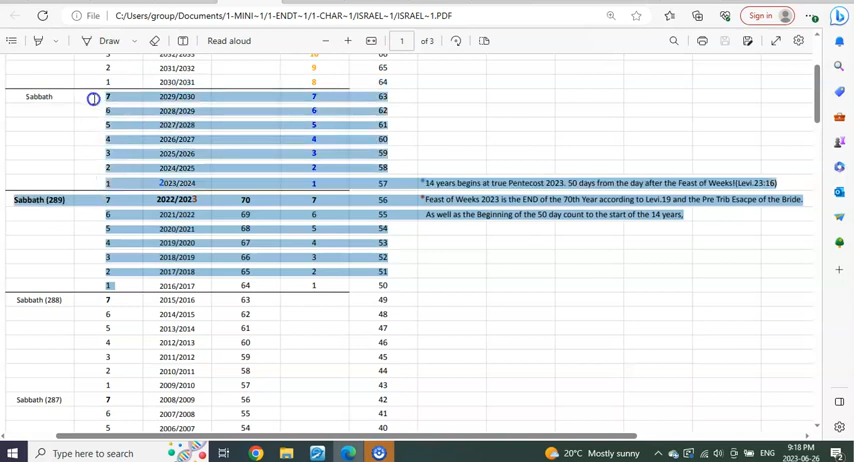 File C:/Users/group/Documents/1-MINI~1/1-ENDT~1/1-CHAR~1/ISRAEL~1/ISRAEL~1.PDF Sign in
Draw Read aloud 1 of 3
2 2031/2032 9 65
1 2030/2031 8 64
Sabbath 7 2029/2030 7 63
6 2028/2029 6 62
5 2027/2028 5 61
4 2026/2027 4 60
3 2025/2026 3 59
2 2024/2025 2 58
1 2023/2024 1 57 *14 years begins at true Pentecost 2023. 50 days from the day after the Feast of Weeks!(Levi.23:16)
Sabbath (289) 7 2022/2023 70 7 56 *Feast of Weeks 2023 is the END of the 70th Year according to Levi.19 and the Pre Trib Esacpe of the Bride.
6 2021/2022 69 6 55 As well as the Beginning of the 50 day count to the start of the 14 years,
5 2020/2021 68 5 54
4 2019/2020 67 4 53
3 2018/2019 66 3 52
2 2017/2018 65 2 51
1 2016/2017 64 1 50
Sabbath (288) 7 2015/2016 63 49
6 2014/2015 62 48
5 2013/2014 61 47
4 2012/2013 60 46
3 2011/2012 59 45
2 2010/2011 58 44
1 2009/2010 57 43
Sabbath (287) 7 2008/2009 56 42
6 2007/2008 55 41
5 2006/2007 54 40
Type here to search 20°C Mostly sunny ENG 9:18 PM
2023-06-26